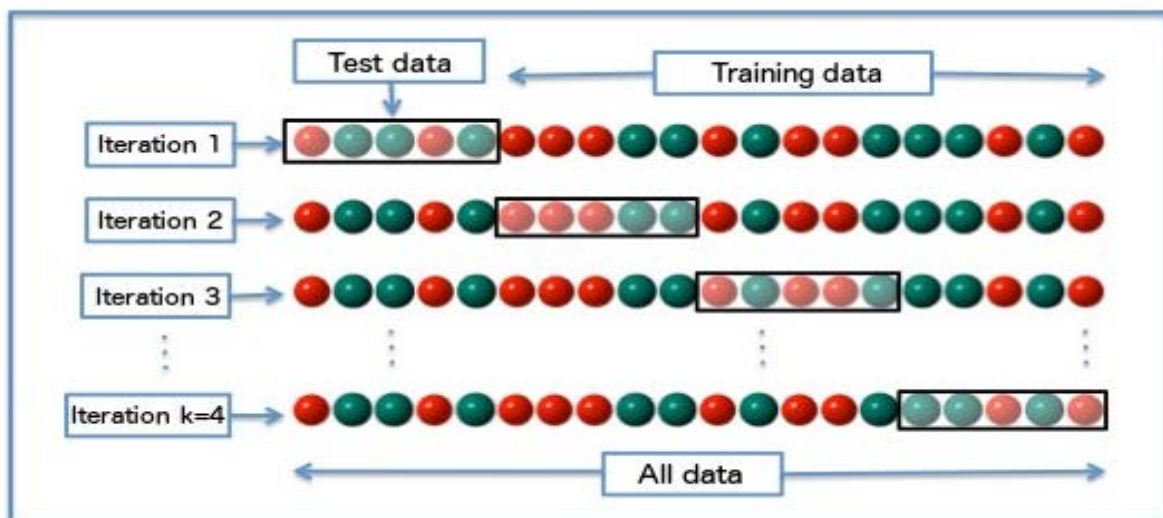 Test data
Training data
Iteration 1
Iteration 2
Iteration 3
Iteration k=4
All data